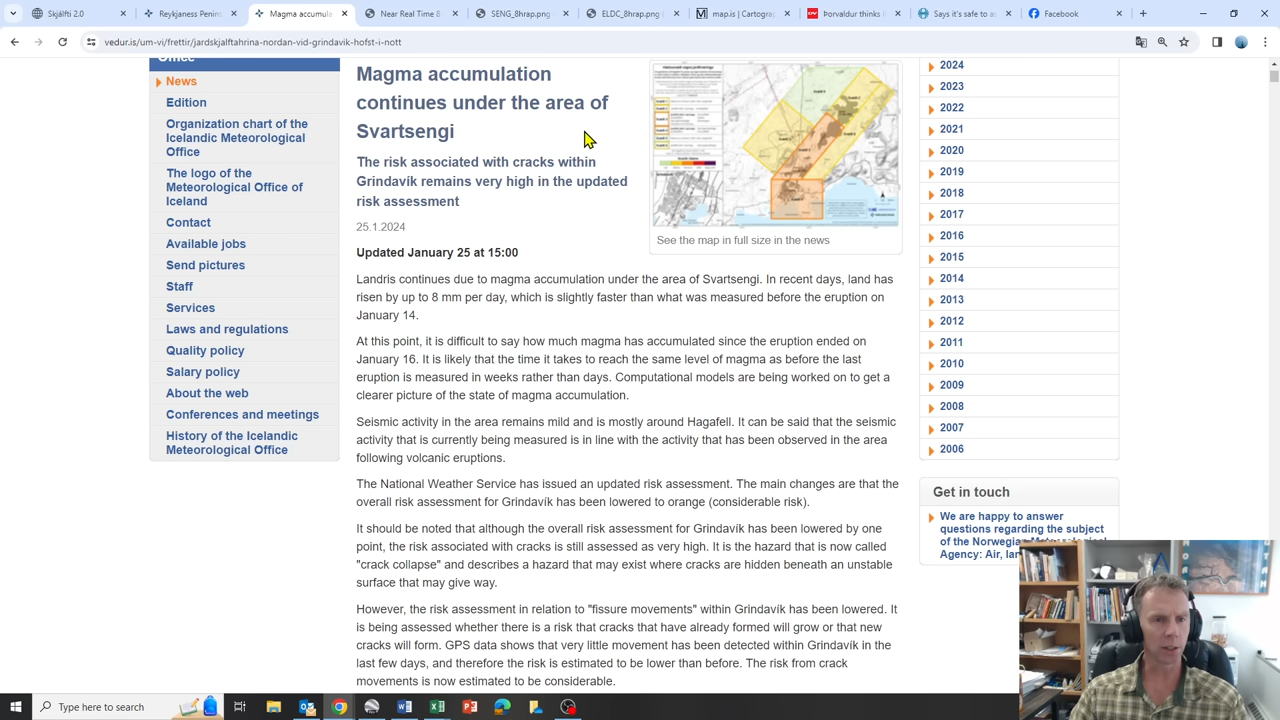 Skjálft 2.0
Reykjaness Penin
Magma accumula
Near Real Time B
SENG_8hrap.png (
ELDC_8hrap.png (
map.is | Cartograp
Þorvaldur thinks i
Says it's safe to as
Facebook
vedur.is/um-vi/frettir/jardskjalftahrina-nordan-vid-grindavik-hofst-i-nott
Office
News
Edition
Organization chart of the
Icelandic Meteorological
Office
The logo of the
Meteorological Office of
Iceland
Contact
Available jobs
Send pictures
Staff
Services
Laws and regulations
Quality policy
Salary policy
About the web
Conferences and meetings
History of the Icelandic
Meteorological Office
Magma accumulation
continues under the area of
Svartsengi
The risk associated with cracks within
Grindavík remains very high in the updated
risk assessment
25.1.2024
Updated January 25 at 15:00
Landris continues due to magma accumulation under the area of Svartsengi. In recent days, land has
risen by up to 8 mm per day, which is slightly faster than what was measured before the eruption on
January 14.
At this point, it is difficult to say how much magma has accumulated since the eruption ended on
January 16. It is likely that the time it takes to reach the same level of magma as before the last
eruption is measured in weeks rather than days. Computational models are being worked on to get a
clearer picture of the state of magma accumulation.
Seismic activity in the area remains mild and is mostly around Hagafell. It can be said that the seismic
activity that is currently being measured is in line with the activity that has been observed in the area
following volcanic eruptions.
The National Weather Service has issued an updated risk assessment. The main changes are that the
overall risk assessment for Grindavík has been lowered to orange (considerable risk).
It should be noted that although the overall risk assessment for Grindavík has been lowered by one
point, the risk associated with cracks is still assessed as very high. It is the hazard that is now called
"crack collapse" and describes a hazard that may exist where cracks are hidden beneath an unstable
surface that may give way.
However, the risk assessment in relation to "fissure movements" within Grindavík has been lowered. It
is being assessed whether there is a risk that cracks that have already formed will grow or that new
cracks will form. GPS data shows that very little movement has been detected within Grindavík in the
last few days, and therefore the risk is estimated to be lower than before. The risk from crack
movements is now estimated to be considerable.
See the map in full size in the news
2024
2023
2022
2021
2020
2019
2018
2017
2016
2015
2014
2013
2012
2011
2010
2009
2008
2007
2006
Get in touch
We are happy to answer
questions regarding the subject
of the Norwegian
Agency: Air,
Type here to search